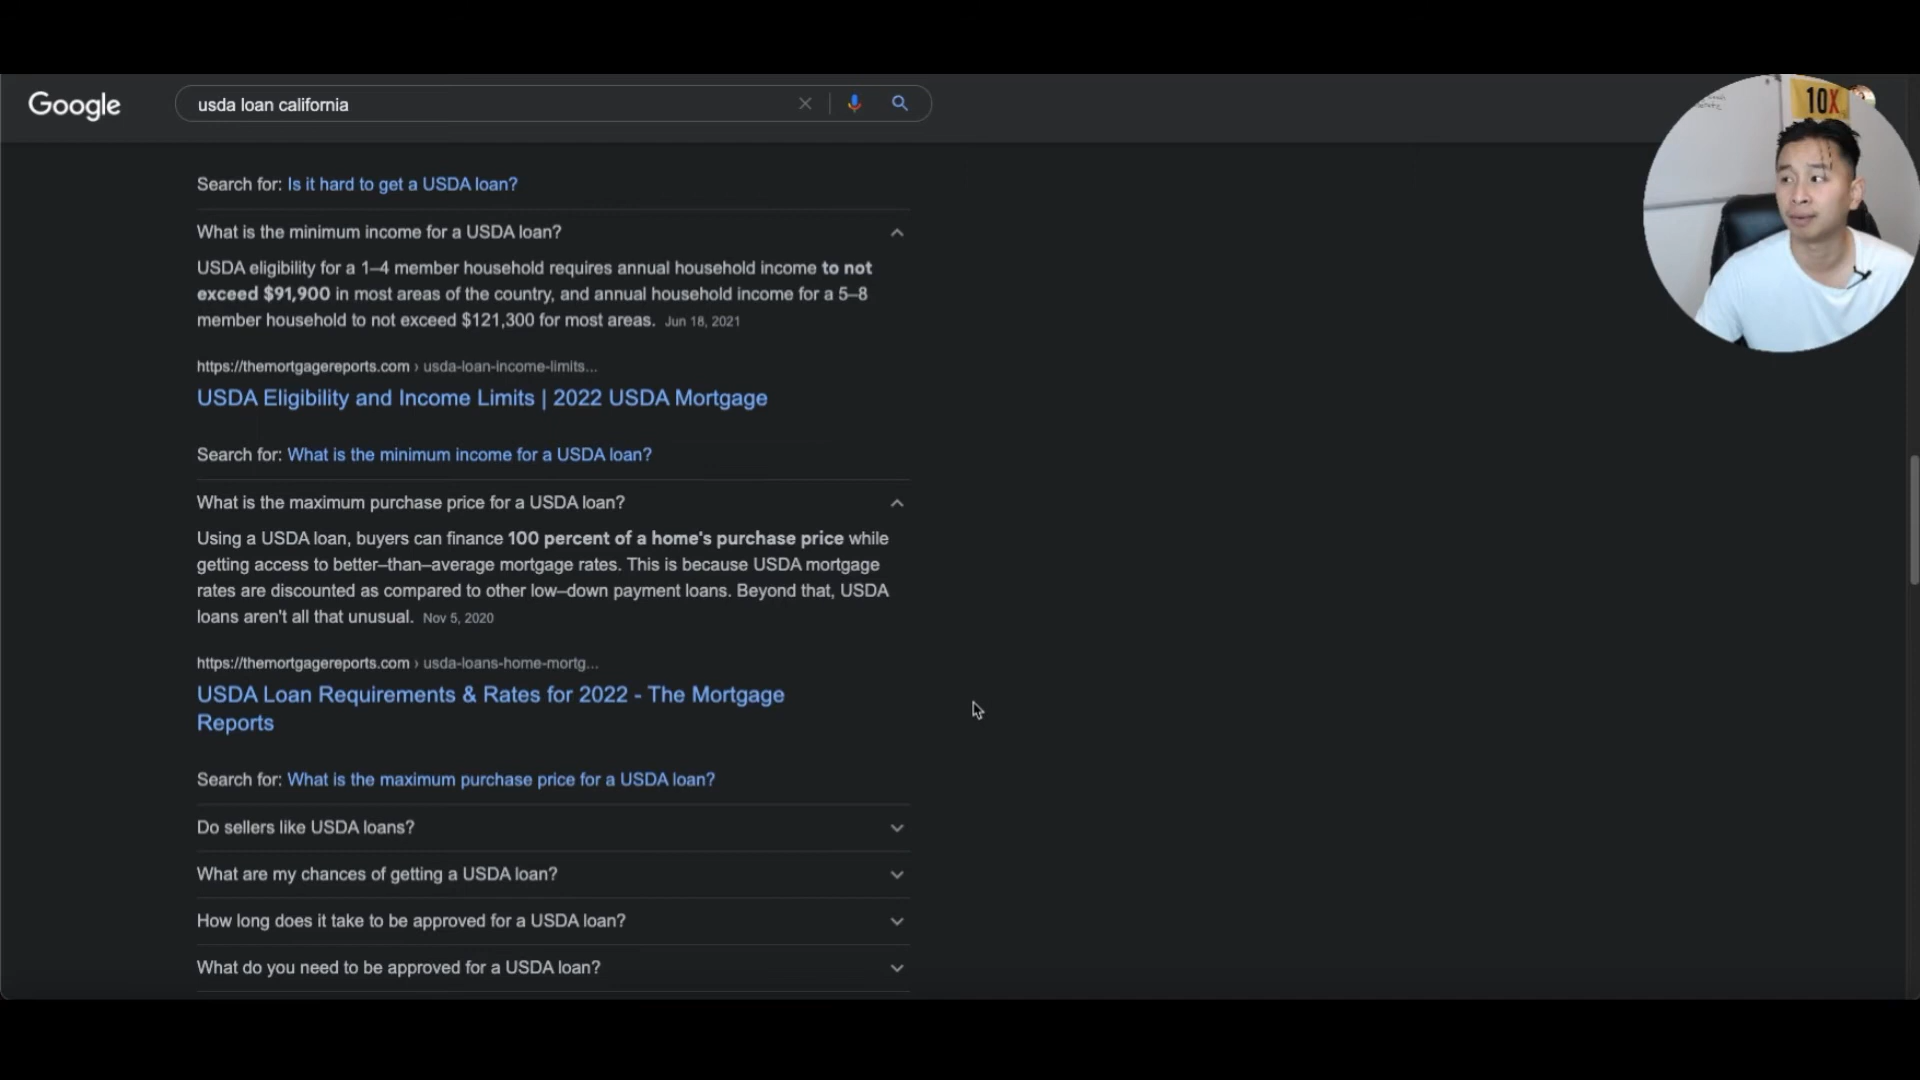 Google
usda loan california
10X
Search for: Is it hard to get a USDA loan?
What is the minimum income for a USDA loan?
USDA eligibility for a 1–4 member household requires annual household income to not
exceed $91,900 in most areas of the country, and annual household income for a 5–8
member household to not exceed $121,300 for most areas. Jun 18, 2021
https://themortgagereports.com › usda-loan-income-limits...
USDA Eligibility and Income Limits | 2022 USDA Mortgage
Search for: What is the minimum income for a USDA loan?
What is the maximum purchase price for a USDA loan?
Using a USDA loan, buyers can finance 100 percent of a home's purchase price while
getting access to better–than–average mortgage rates. This is because USDA mortgage
rates are discounted as compared to other low–down payment loans. Beyond that, USDA
loans aren't all that unusual. Nov 5, 2020
https://themortgagereports.com › usda-loans-home-mortg...
USDA Loan Requirements & Rates for 2022 - The Mortgage
Reports
Search for: What is the maximum purchase price for a USDA loan?
Do sellers like USDA loans?
What are my chances of getting a USDA loan?
How long does it take to be approved for a USDA loan?
What do you need to be approved for a USDA loan?